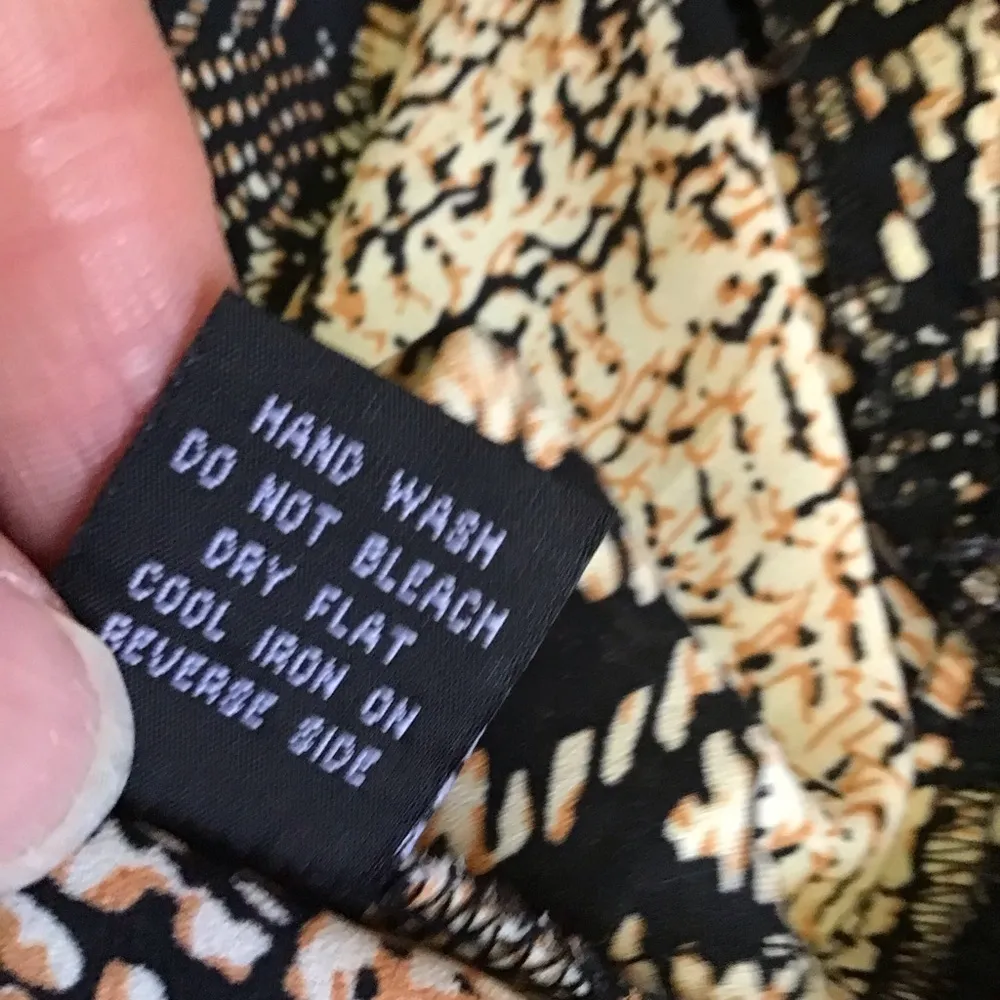 HAND WASH
DO NOT BLEACH
DRY FLAT
COOL IRON ON
REVERSE SIDE